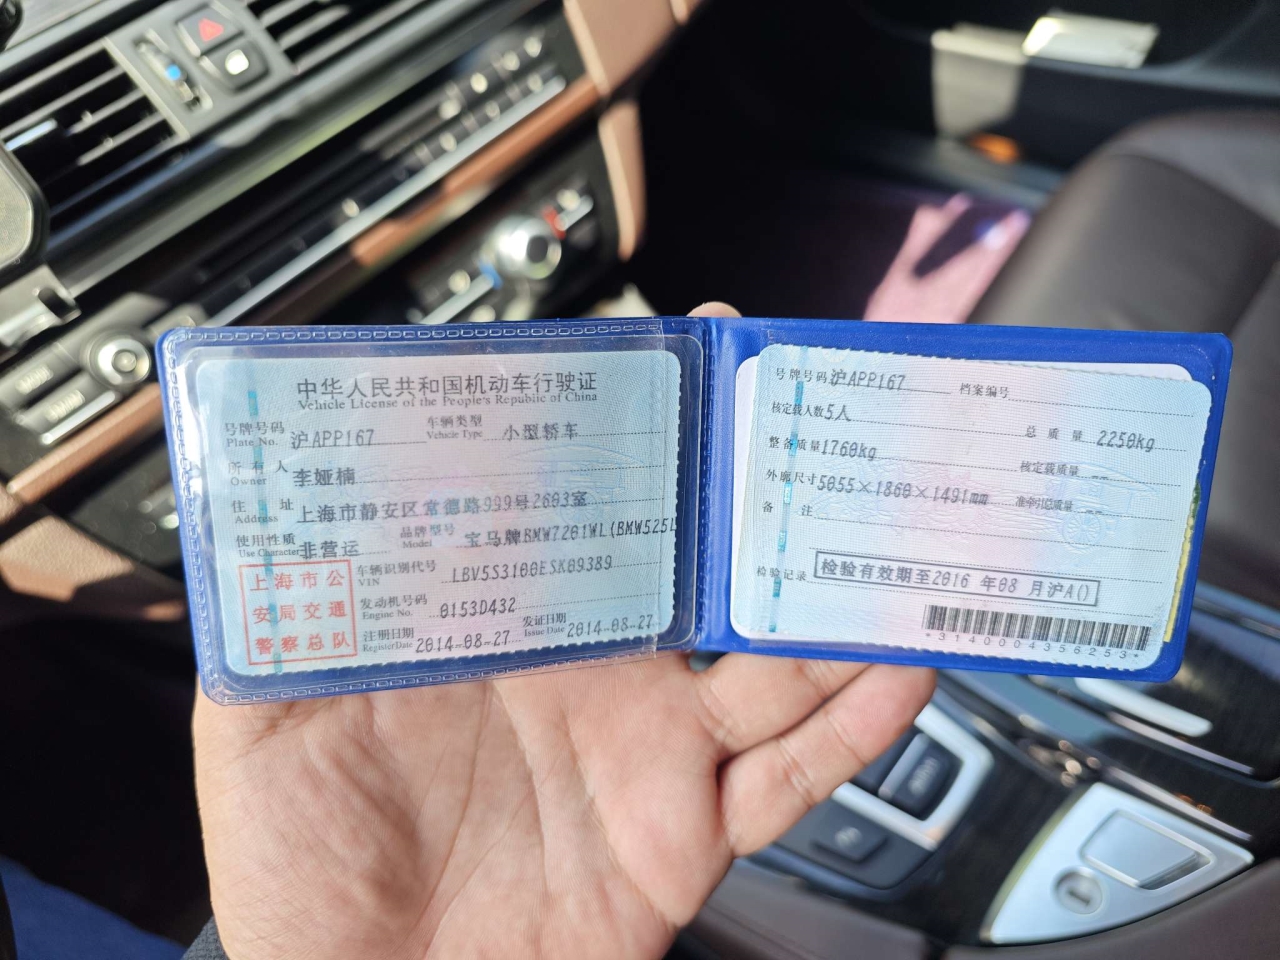 中华人民共和国机动车行驶证
Vehicle License of the People's Republic of China
号牌号码 沪APP167 车辆类型 小型轿车
Plate No. Vehicle Type
所有人 李娅楠
Owner
住址 上海市静安区常德路999号2603室
Address
使用性质 非营运 品牌型号 宝马牌BMW7201WL(BMW525L
Use Character Model
上海市公
安局交通
警察总队
车辆识别代号 LBV5S3100ESK09389
VIN
发动机号码 0153D432
Engine No.
注册日期 2014-08-27 发证日期 2014-08-27
Register Date Issue Date
号牌号码 沪APP167 档案编号
核定载人数 5人 总质量 2250kg
整备质量 1760kg 核定载质量 --
外廓尺寸 5055×1860×1491mm 准牵引总质量 --
备注
检验记录 检验有效期至2016 年08 月沪A()
*3140004356253*